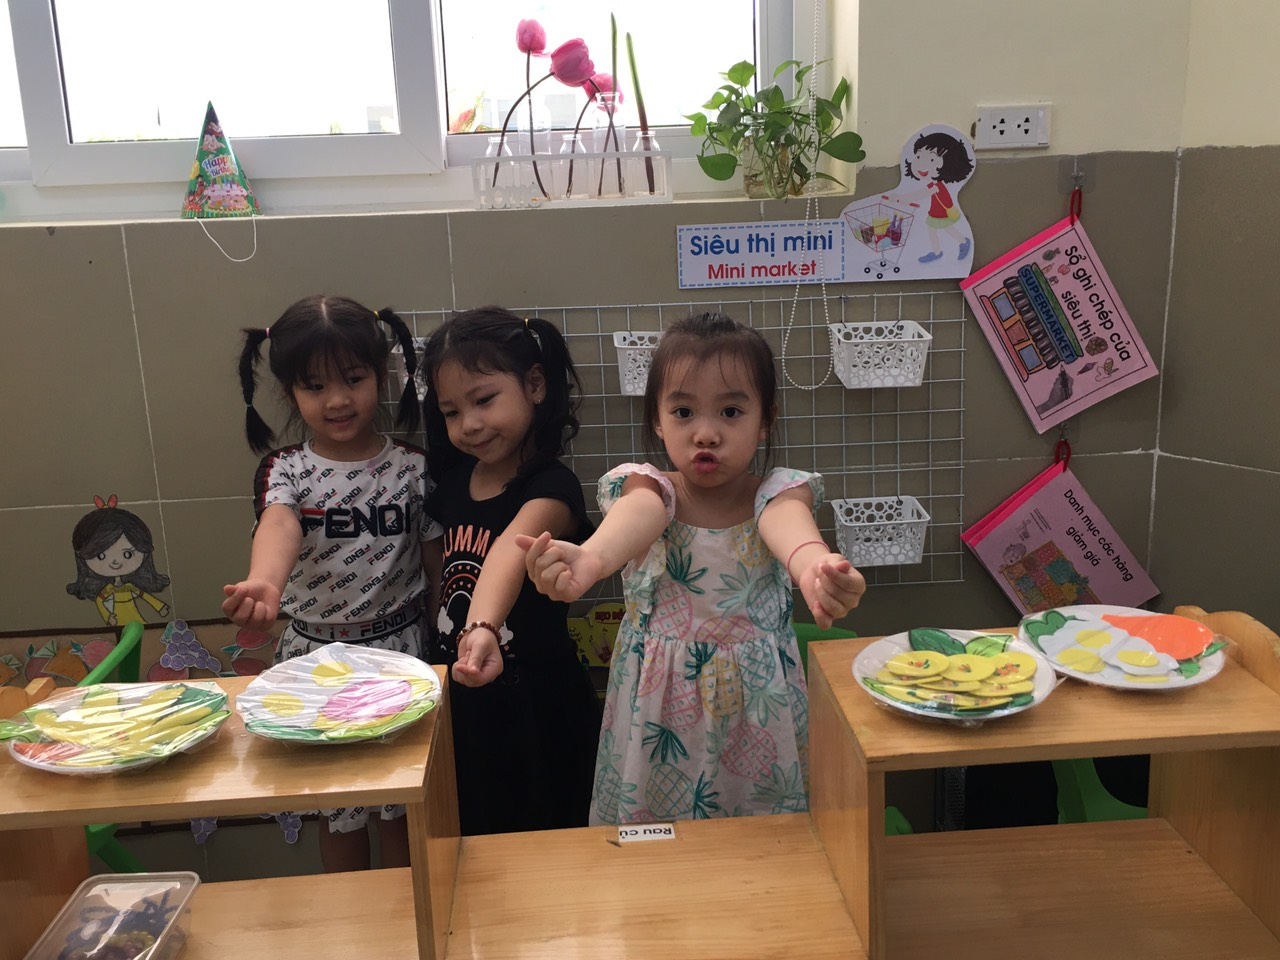 Happy
Birthday
Siêu thị mini
Mini market
Sổ ghi chép của
siêu thị
SUPERMARKET
Danh mục các hàng
giảm giá
FENDI
FENDI
SUMM
Rau củ